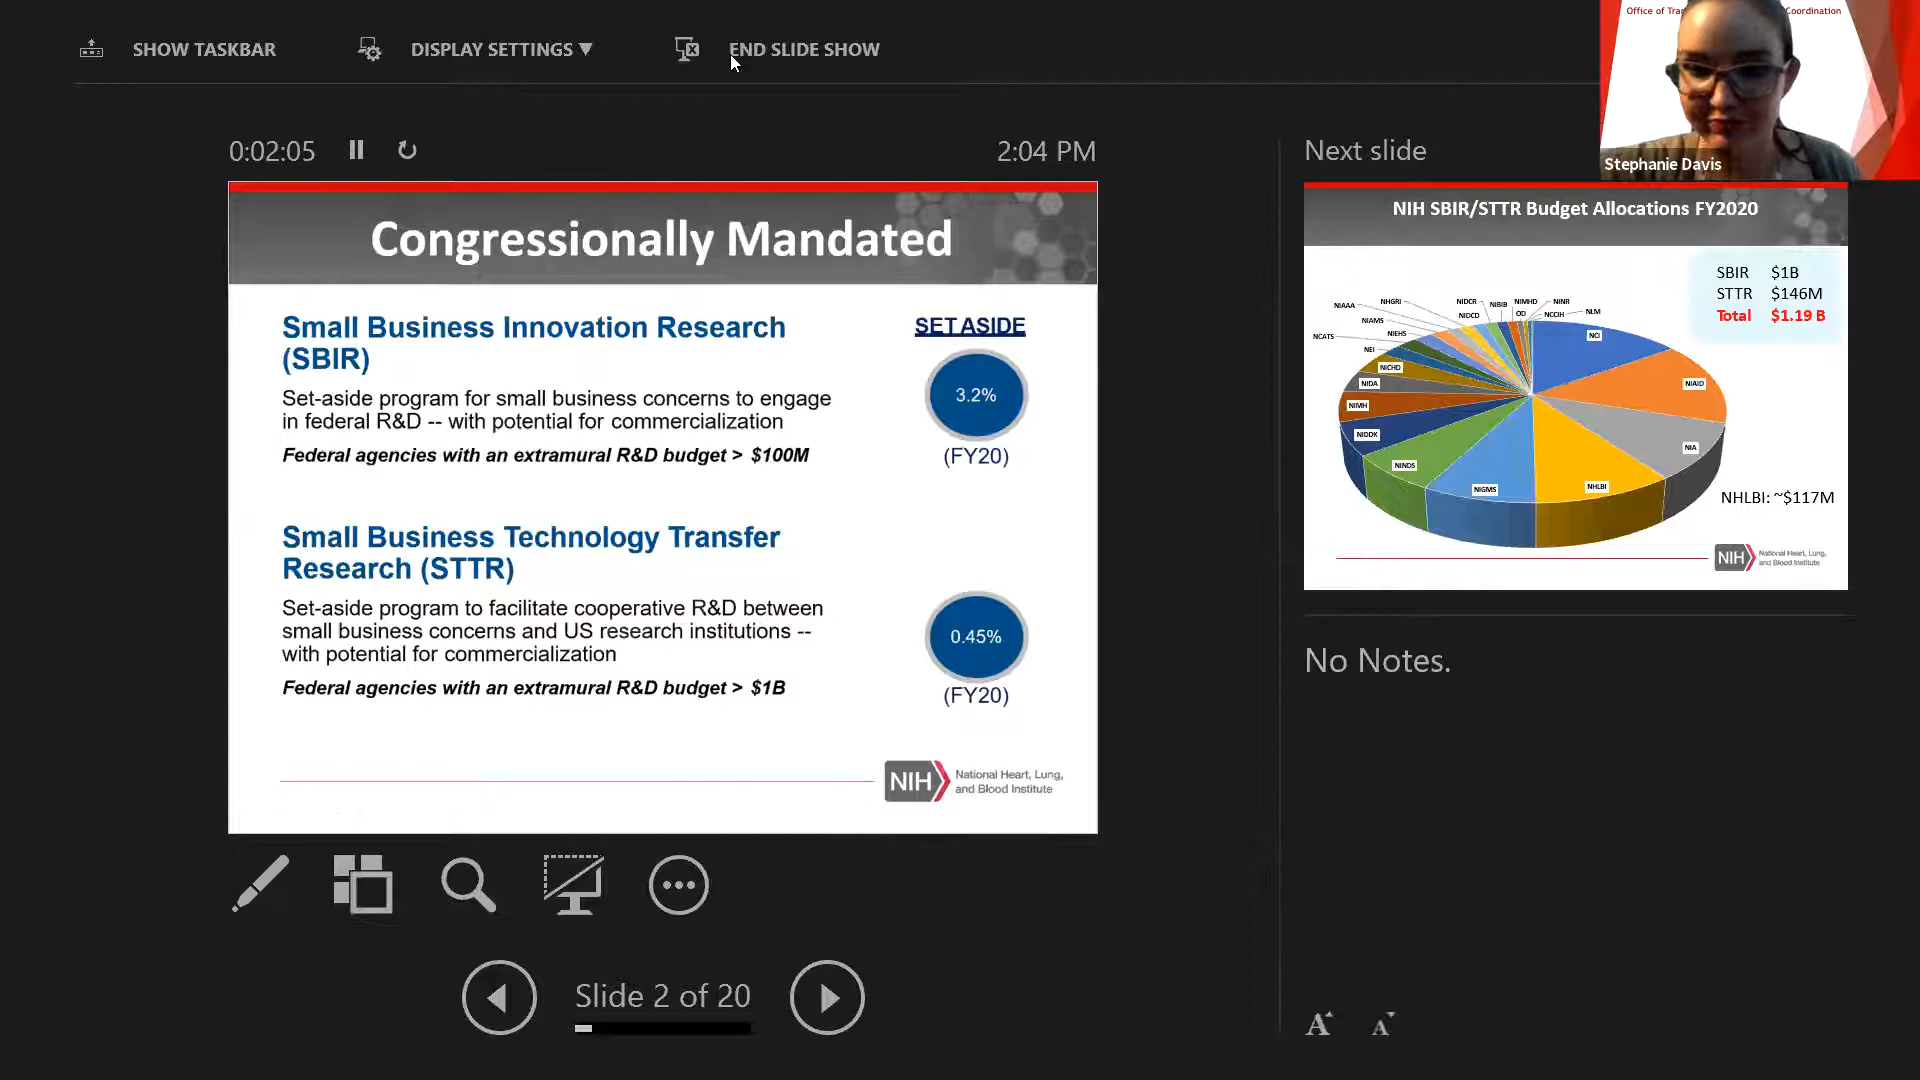 SHOW TASKBAR
DISPLAY SETTINGS ▼
END SLIDE SHOW
Office of Tra
Coordination
Stephanie Davis
0:02:05
2:04 PM
Congressionally Mandated
Small Business Innovation Research
(SBIR)
Set-aside program for small business concerns to engage
in federal R&D -- with potential for commercialization
Federal agencies with an extramural R&D budget > $100M
SET ASIDE
3.2%
(FY20)
Small Business Technology Transfer
Research (STTR)
Set-aside program to facilitate cooperative R&D between
small business concerns and US research institutions --
with potential for commercialization
Federal agencies with an extramural R&D budget > $1B
0.45%
(FY20)
NIH
National Heart, Lung,
and Blood Institute
Slide 2 of 20
Next slide
NIH SBIR/STTR Budget Allocations FY2020
SBIR $1B
STTR $146M
Total $1.19 B
NIAAA
NHGRI
NIDCR
NIBIB
NIMHD
NINR
NIAMS
NIDCD
OD
NCCIH
NLM
NCATS
NIEHS
NCI
NEI
NICHD
NIDA
NIAID
NIMH
NIDDK
NIA
NINDS
NIGMS
NHLBI
NHLBI: ~$117M
NIH
National Heart, Lung,
and Blood Institute
No Notes.
A A